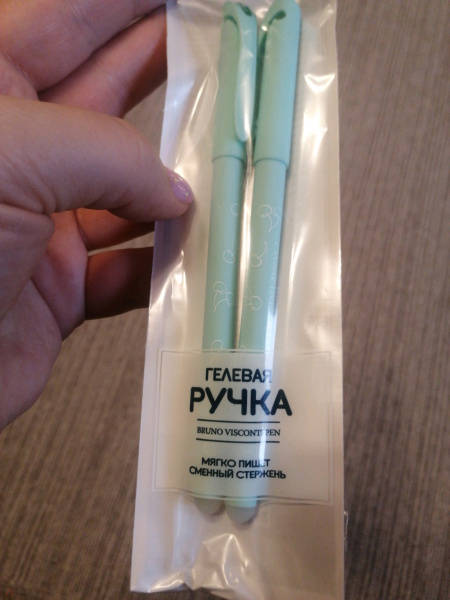 ГЕЛЕВАЯ
РУЧКА
BRUNO VISCONTI PEN
МЯГКО ПИШЕТ
СМЕННЫЙ СТЕРЖЕНЬ